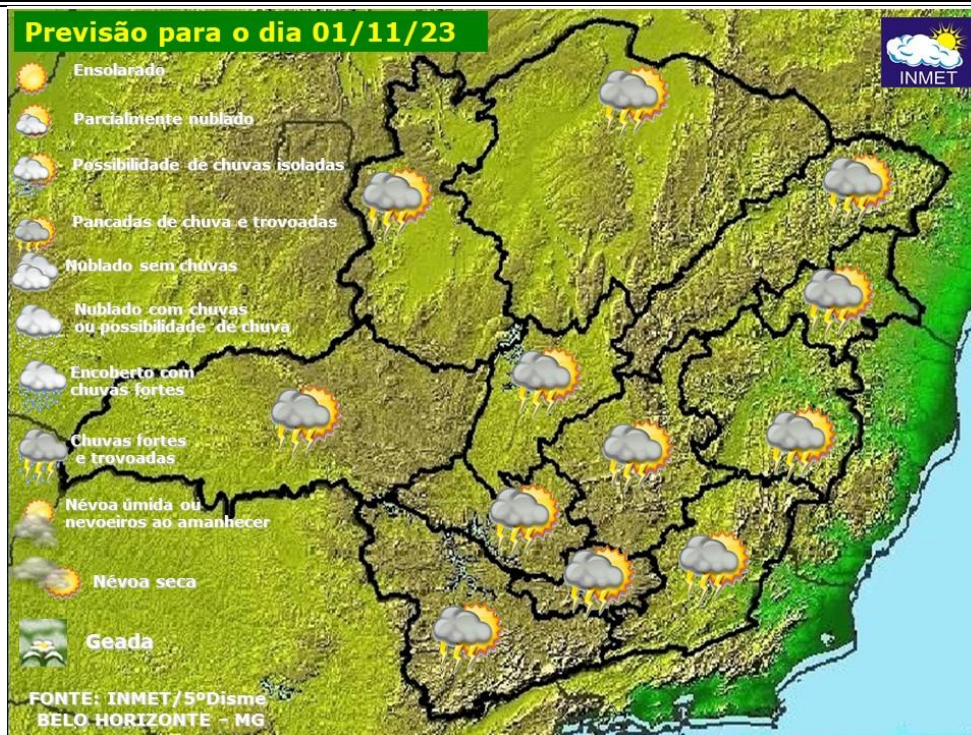 Previsão para o dia 01/11/23
INMET
Ensolarado
Parcialmente nublado
Possibilidade de chuvas isoladas
Pancadas de chuva e trovoadas
Nublado sem chuvas
Nublado com chuvas
ou possibilidade de chuva
Encoberto com
chuvas fortes
Chuvas fortes
e trovoadas
Névoa úmida ou
nevoeiros ao amanhecer
Névoa seca
Geada
FONTE: INMET/5ºDisme
BELO HORIZONTE - MG